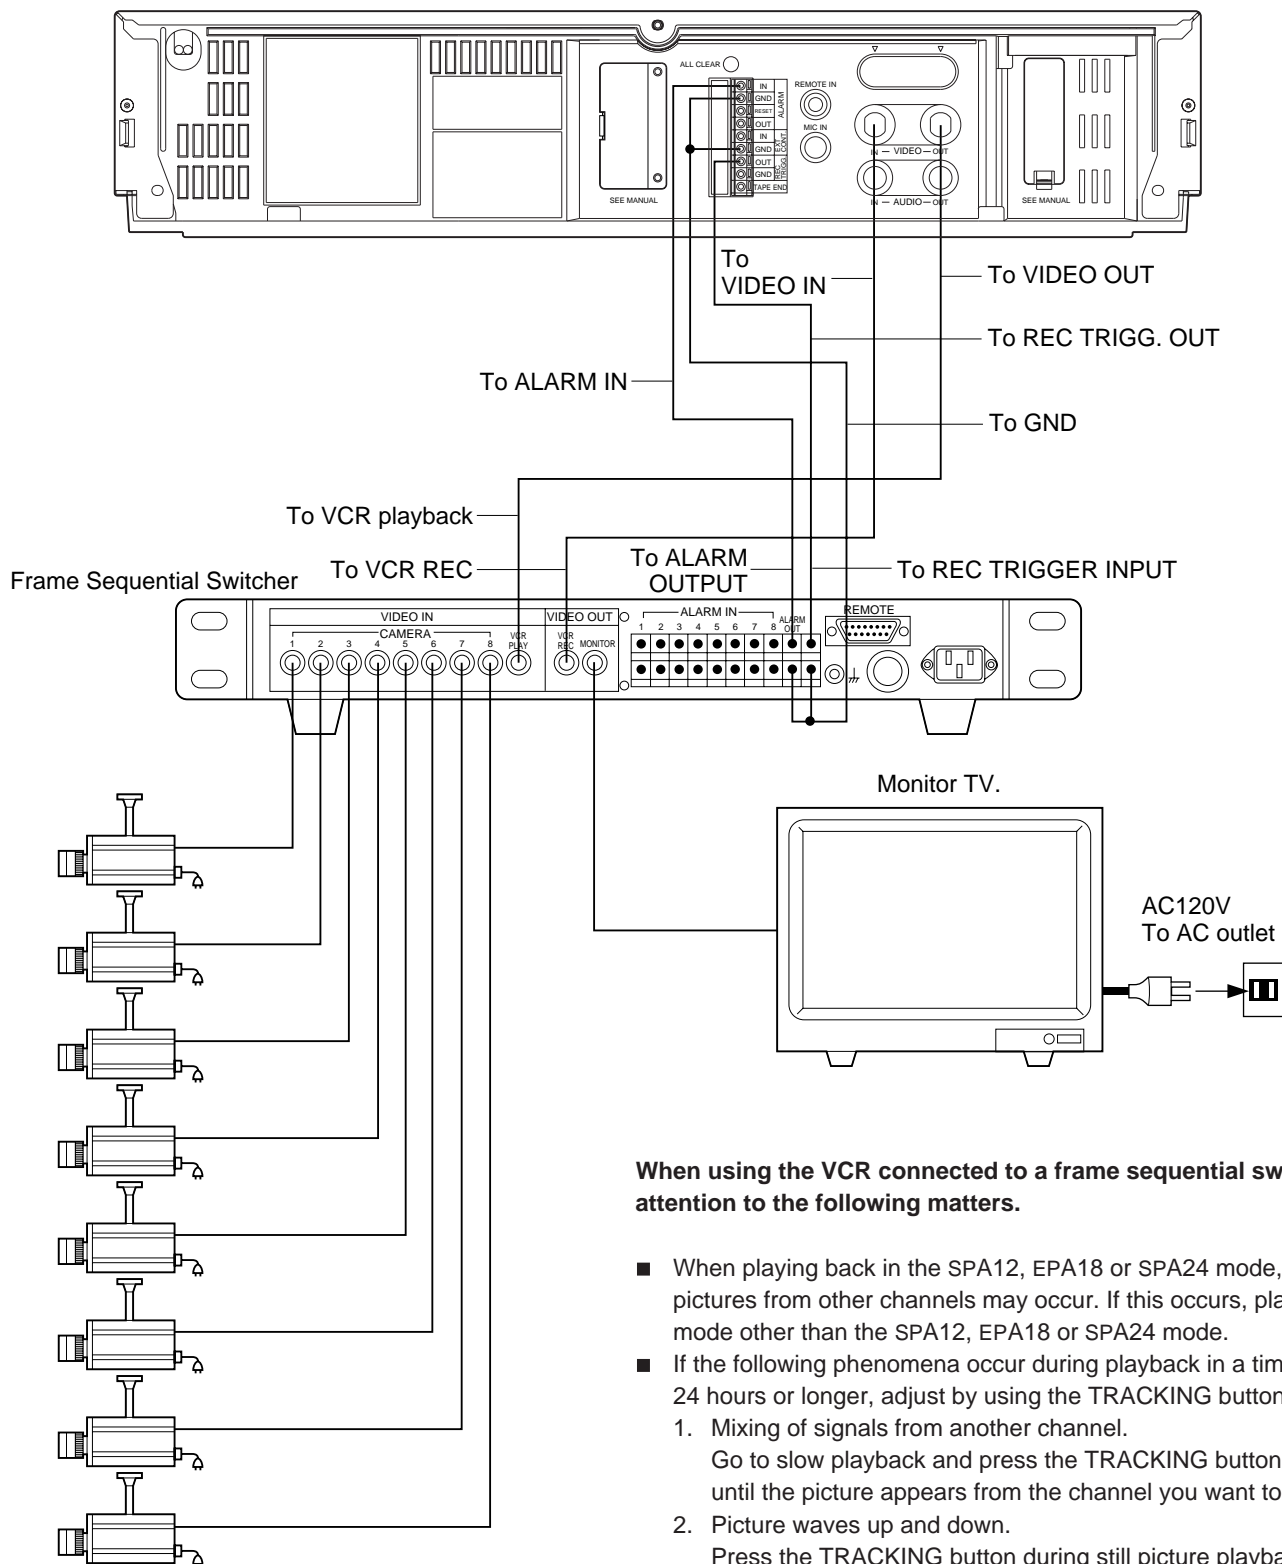 ALL CLEAR
IN
GND
RESET
OUT
ALARM
IN
GND
EXT CONT
OUT
GND
REC TRIGG
TAPE END
REMOTE IN
MIC IN
IN — VIDEO — OUT
IN — AUDIO — OUT
SEE MANUAL
SEE MANUAL
To
VIDEO IN
To VIDEO OUT
To REC TRIGG. OUT
To ALARM IN
To GND
To VCR playback
To VCR REC
To ALARM
OUTPUT
To REC TRIGGER INPUT
Frame Sequential Switcher
VIDEO IN
VIDEO OUT
CAMERA
1 2 3 4 5 6 7 8
VCR
PLAY
VCR
REC
MONITOR
ALARM IN
1 2 3 4 5 6 7 8
ALARM
OUT
REMOTE
Monitor TV.
AC120V
To AC outlet
When using the VCR connected to a frame sequential sw
attention to the following matters.
■ When playing back in the SPA12, EPA18 or SPA24 mode,
pictures from other channels may occur. If this occurs, pla
mode other than the SPA12, EPA18 or SPA24 mode.
■ If the following phenomena occur during playback in a tim
24 hours or longer, adjust by using the TRACKING button
1. Mixing of signals from another channel.
Go to slow playback and press the TRACKING button
until the picture appears from the channel you want to
2. Picture waves up and down.
Press the TRACKING button during still picture playba